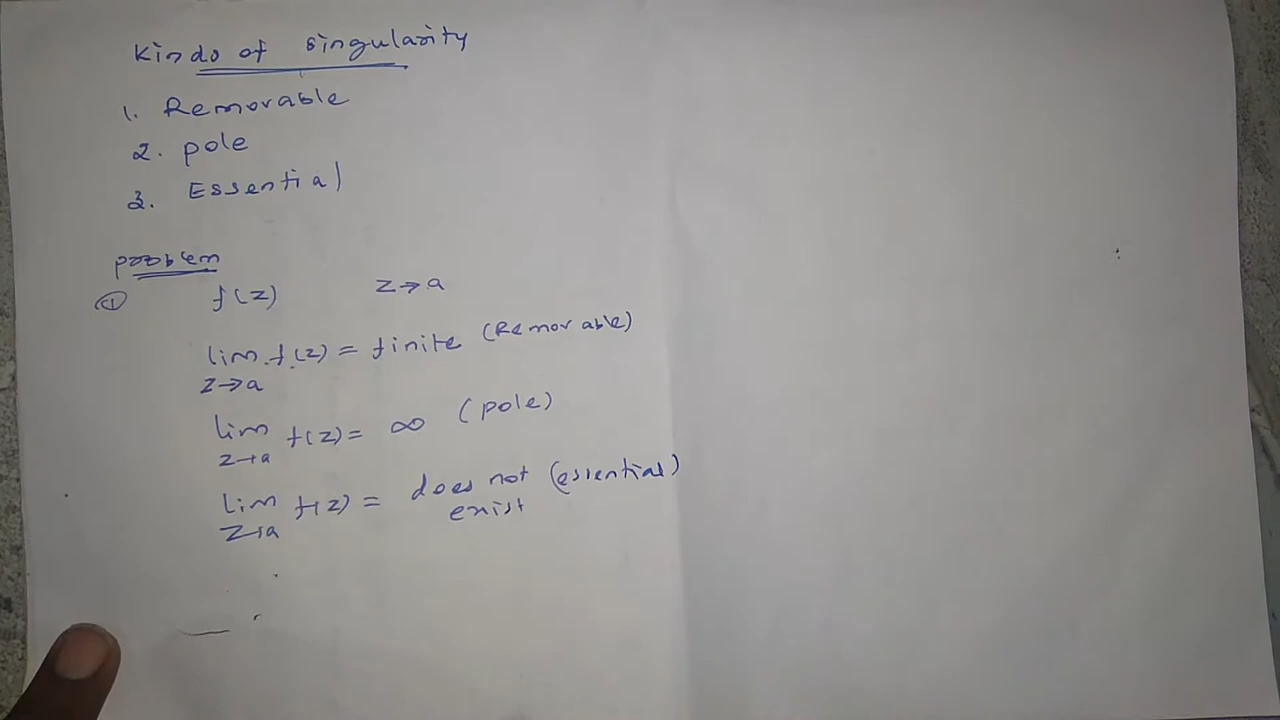 Kinds of singularity
1. Removable
2. pole
3. Essential
problem
① f(z) z→a
lim f(z) = finite (Removable)
z→a
lim f(z) = ∞ (pole)
z→a
lim f(z) = does not (essential)
exist
z→a